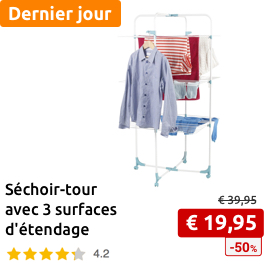 Dernier jour
Séchoir-tour
avec 3 surfaces
d'étendage
4.2
€ 39,95
€ 19,95
-50%